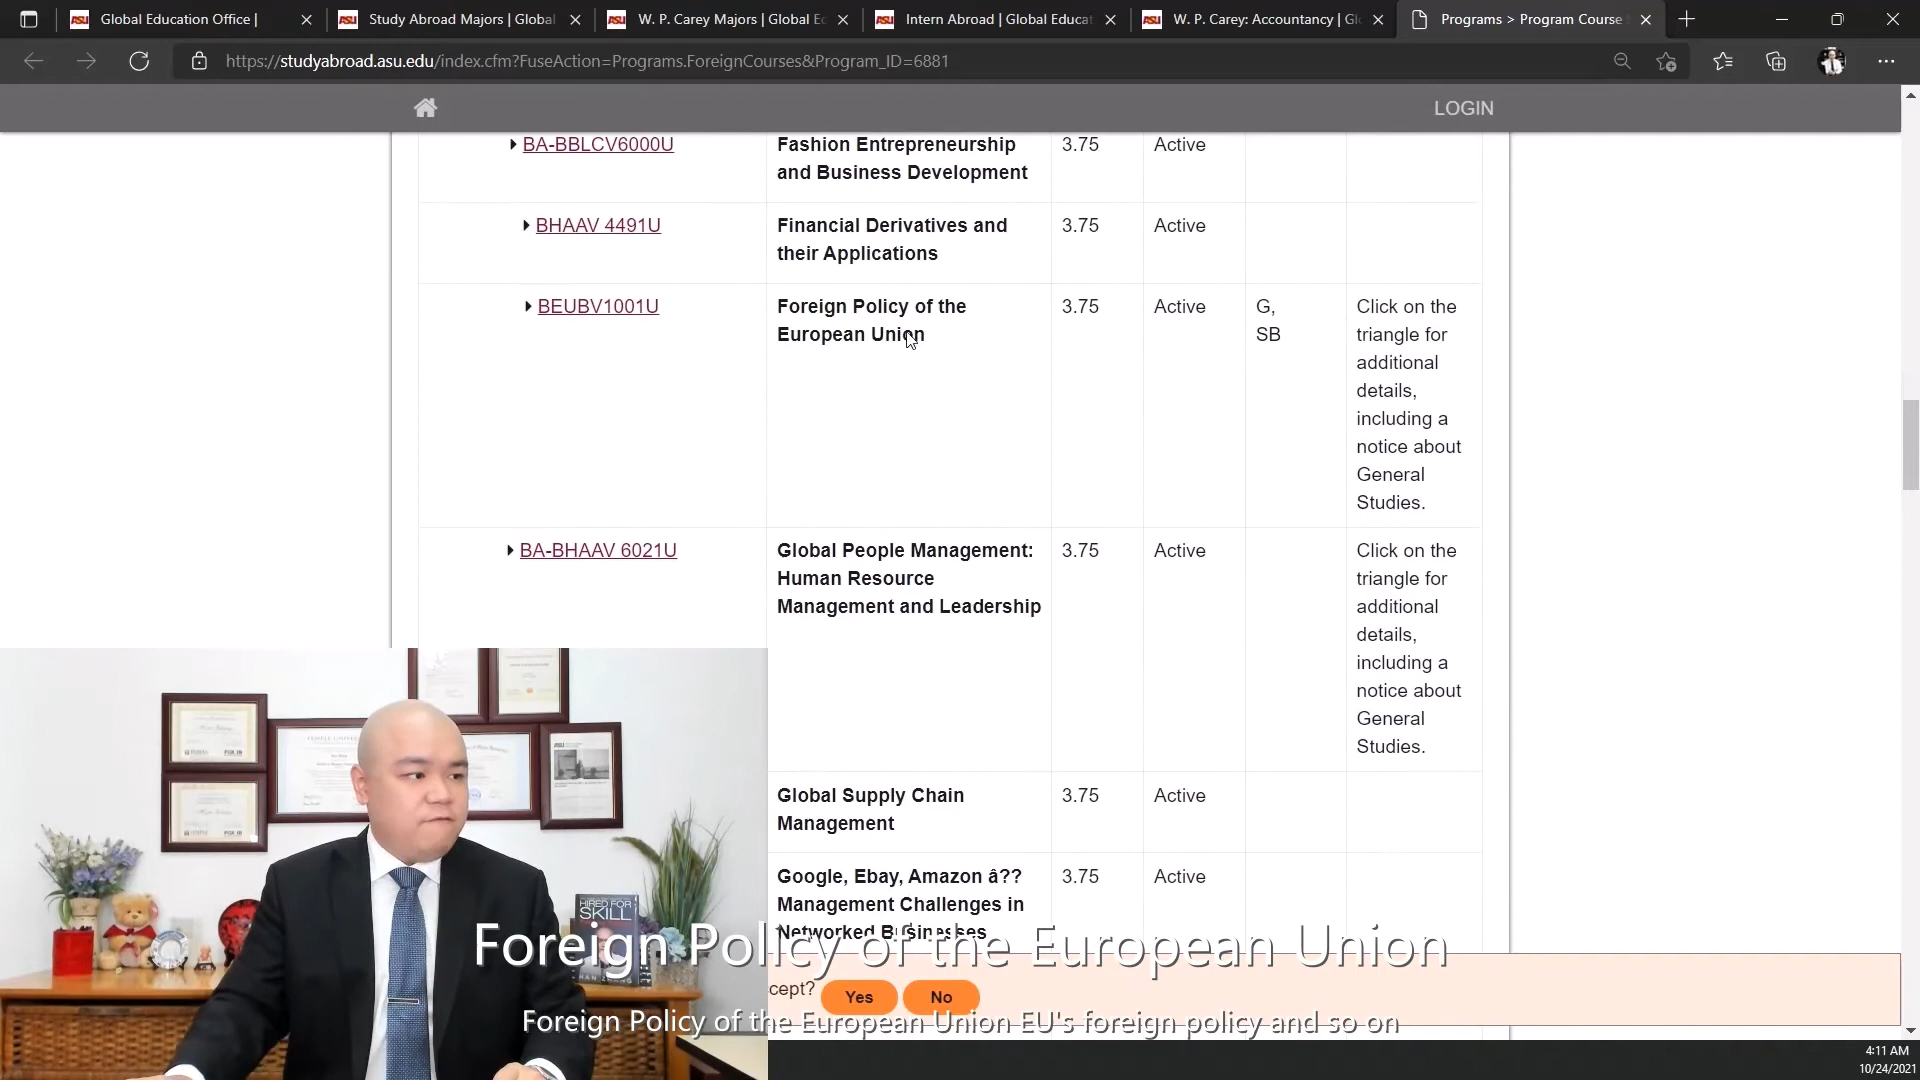 Global Education Office |
Study Abroad Majors | Global
W. P. Carey Majors | Global Ed
Intern Abroad | Global Educat
W. P. Carey: Accountancy | Gl
Programs > Program Course
https://studyabroad.asu.edu/index.cfm?FuseAction=Programs.ForeignCourses&Program_ID=6881
LOGIN
BA-BBLCV6000U
Fashion Entrepreneurship
and Business Development
3.75
Active
BHAAV 4491U
Financial Derivatives and
their Applications
3.75
Active
BEUBV1001U
Foreign Policy of the
European Union
3.75
Active
G,
SB
Click on the
triangle for
additional
details,
including a
notice about
General
Studies.
BA-BHAAV 6021U
Global People Management:
Human Resource
Management and Leadership
3.75
Active
Click on the
triangle for
additional
details,
including a
notice about
General
Studies.
Global Supply Chain
Management
3.75
Active
Google, Ebay, Amazon â??
Management Challenges in
Networked Businesses
3.75
Active
HIRED FOR
SKILL
Foreign Policy of the European Union
cept?
Yes
No
Foreign Policy of the European Union EU's foreign policy and so on
4:11 AM
10/24/2021